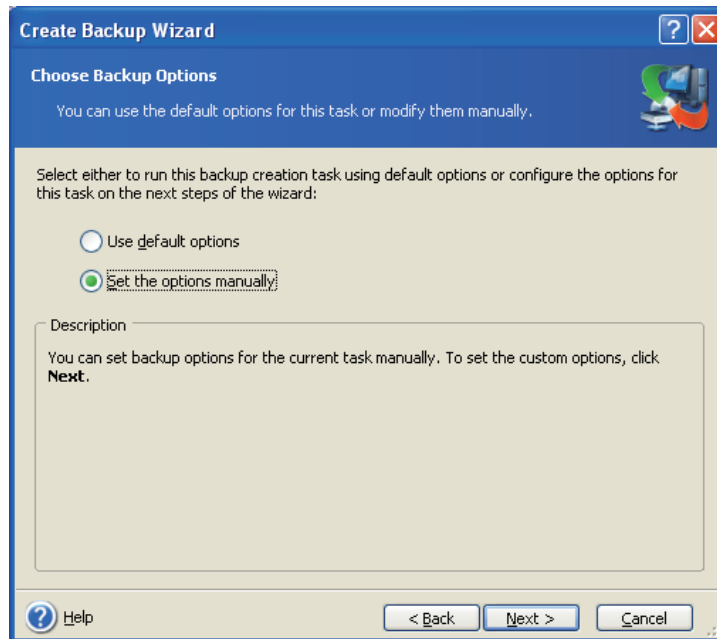 Create Backup Wizard
?
Choose Backup Options
You can use the default options for this task or modify them manually.
Select either to run this backup creation task using default options or configure the options for
this task on the next steps of the wizard:
Use default options
Set the options manually
Description
You can set backup options for the current task manually. To set the custom options, click
Next.
? Help
< Back
Next >
Cancel